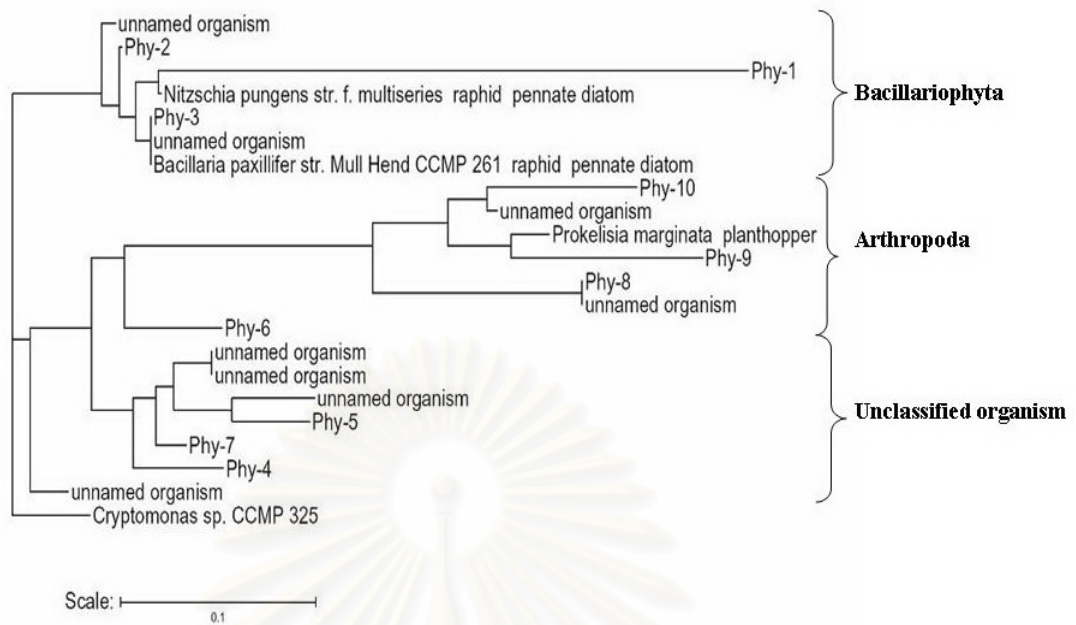 unnamed organism
Phy-2
Phy-1
Nitzschia pungens str. f. multiseries raphid pennate diatom
Phy-3
unnamed organism
Bacillaria paxillifer str. Mull Hend CCMP 261 raphid pennate diatom
Bacillariophyta
Phy-10
unnamed organism
Prokelisia marginata planthopper
Phy-9
Phy-8
unnamed organism
Arthropoda
Phy-6
unnamed organism
unnamed organism
unnamed organism
Phy-5
Phy-7
Phy-4
unnamed organism
Unclassified organism
Cryptomonas sp. CCMP 325
Scale:
0.1